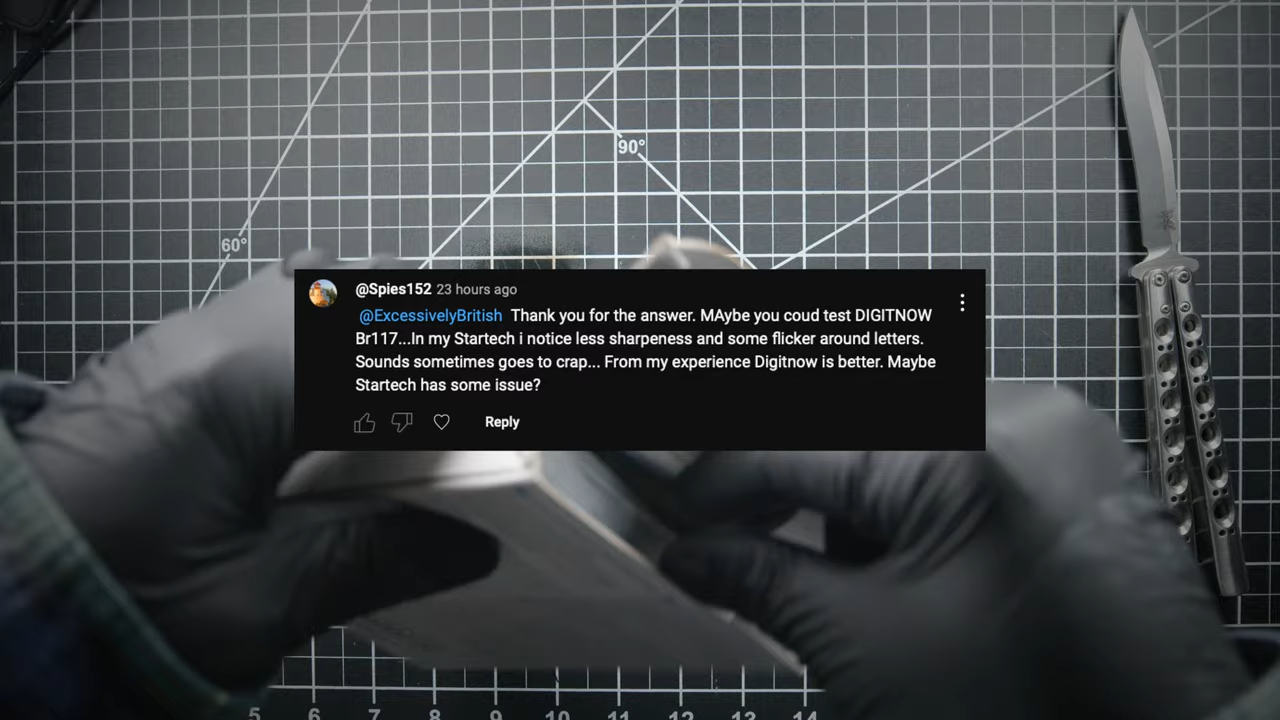 90°
60°
@Spies152 23 hours ago
@ExcessivelyBritish Thank you for the answer. MAybe you coud test DIGITNOW
Br117...In my Startech i notice less sharpeness and some flicker around letters.
Sounds sometimes goes to crap... From my experience Digitnow is better. Maybe
Startech has some issue?
Reply
5 6 7 8 9 10 11 12 13 14